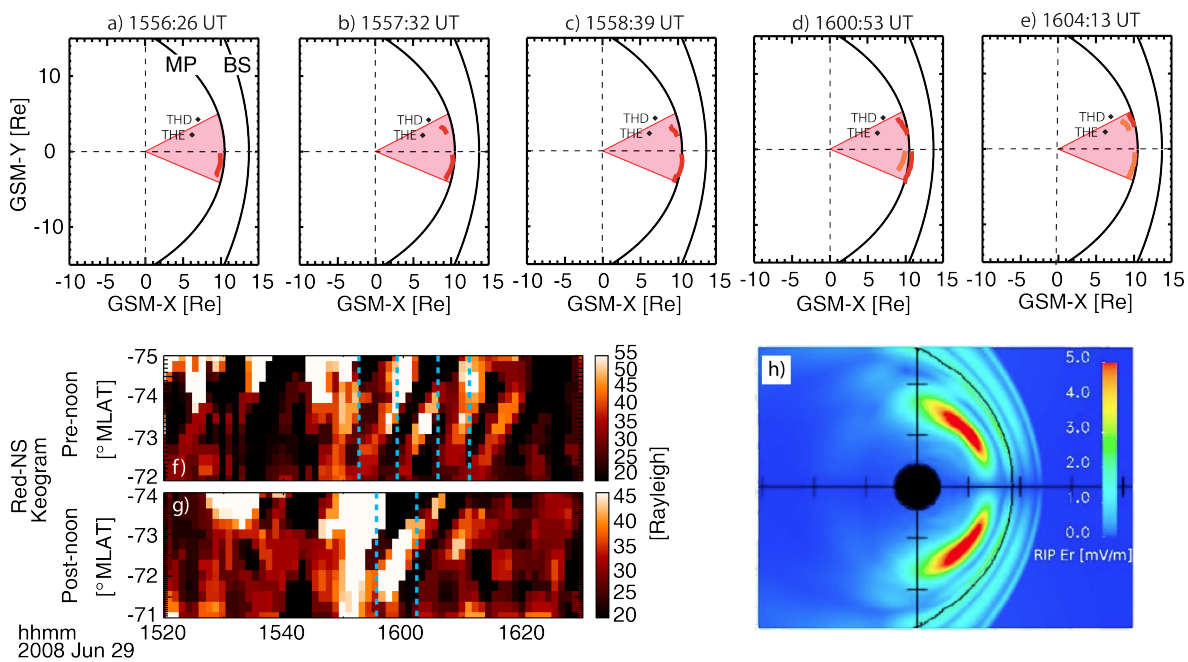 a) 1556:26 UT
b) 1557:32 UT
c) 1558:39 UT
d) 1600:53 UT
e) 1604:13 UT
MP BS
THD
THE
THD
THE
THD
THE
THD
THE
THD
THE
GSM-Y [Re]
10
0
-10
-10 -5 0 5 10 15
-10 -5 0 5 10 15
-10 -5 0 5 10 15
-10 -5 0 5 10 15
-10 -5 0 5 10 15
GSM-X [Re]
GSM-X [Re]
GSM-X [Re]
GSM-X [Re]
GSM-X [Re]
Red-NS
Keogram
Pre-noon
[° MLAT]
-75
-74
-73
-72
f)
55
50
45
40
35
30
25
20
Post-noon
[° MLAT]
-74
-73
-72
-71
g)
45
40
35
30
25
20
[Rayleigh]
hhmm
2008 Jun 29
1520 1540 1600 1620
h)
5.0
4.0
3.0
2.0
1.0
0.0
RIP Er [mV/m]